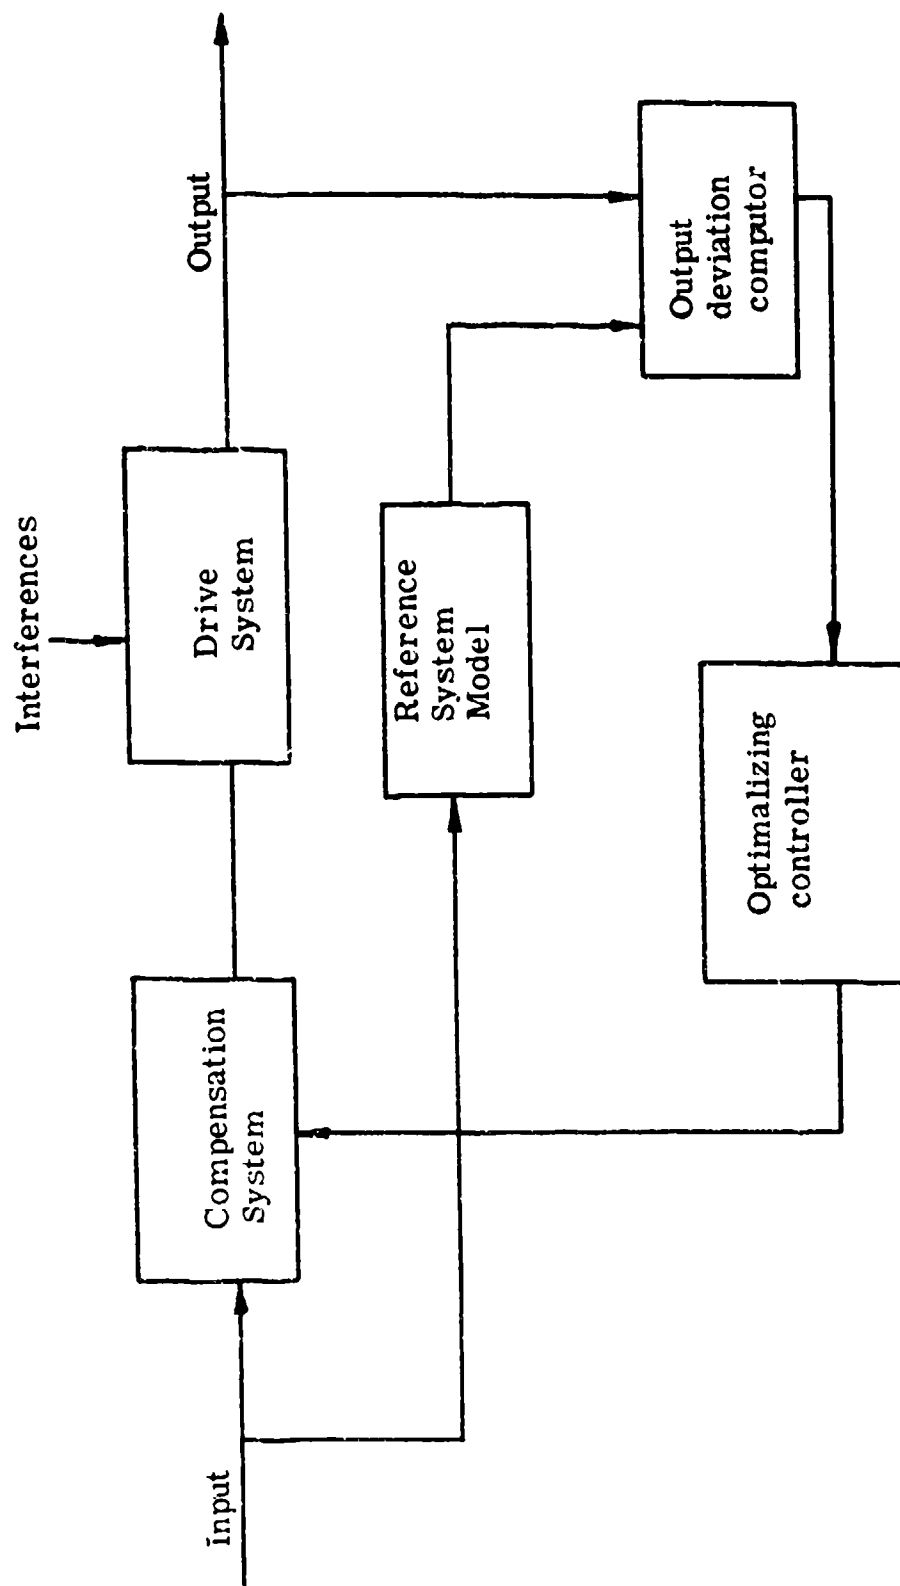 Interferences
input
Compensation
System
Drive
System
Output
Reference
System
Model
Output
deviation
computor
Optimalizing
controller